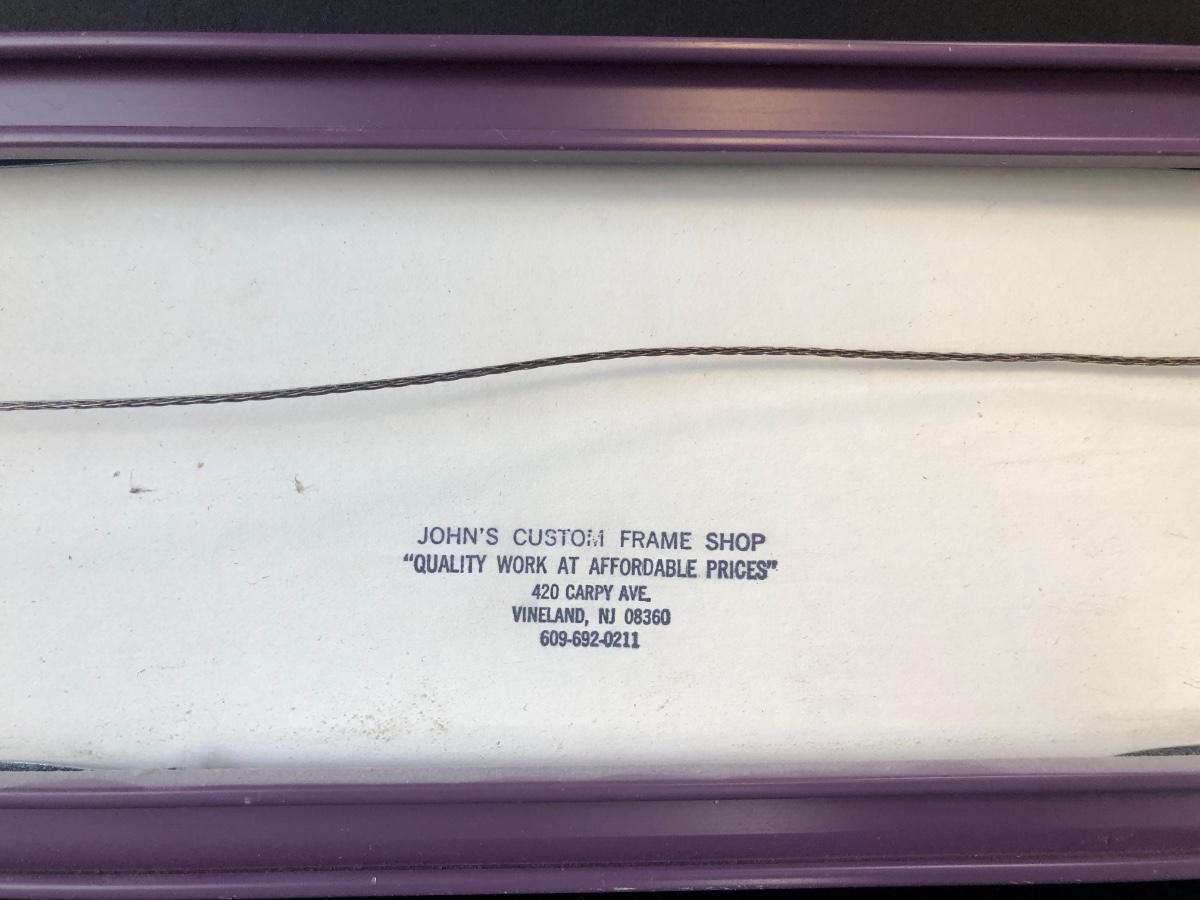 JOHN'S CUSTOM FRAME SHOP
"QUALITY WORK AT AFFORDABLE PRICES"
420 CARPY AVE.
VINELAND, NJ 08360
609-692-0211